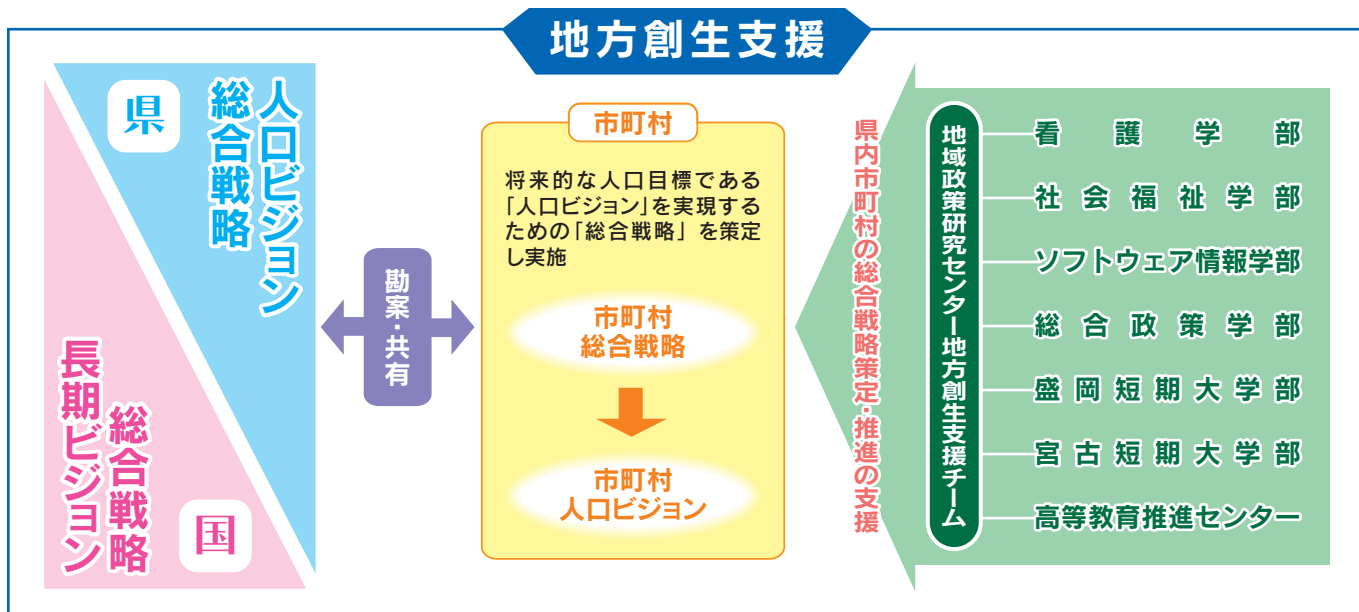 地方創生支援
県
人口ビジョン
総合戦略
長期ビジョン
総合戦略
国
勘案・共有
市町村
将来的な人口目標である
「人口ビジョン」を実現する
ための「総合戦略」を策定
し実施
市町村
総合戦略
市町村
人口ビジョン
県内市町村の総合戦略策定・推進の支援
地域政策研究センター地方創生支援チーム
看護学部
社会福祉学部
ソフトウェア情報学部
総合政策学部
盛岡短期大学部
宮古短期大学部
高等教育推進センター